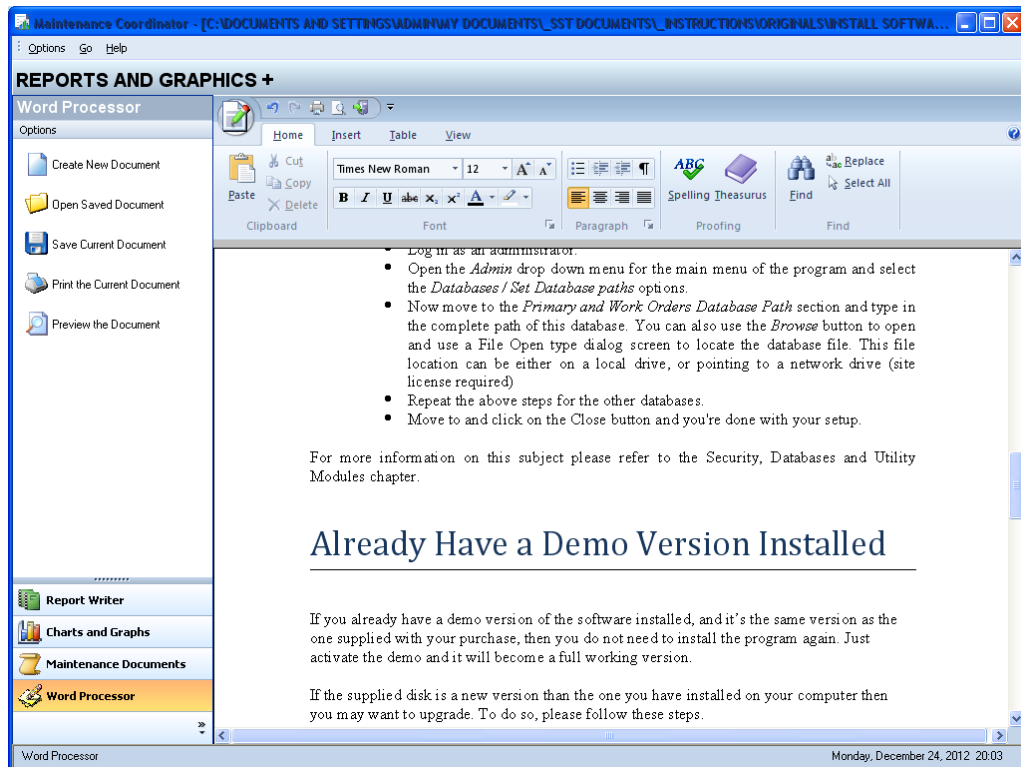 Maintenance Coordinator - [C:\DOCUMENTS AND SETTINGS\ADMIN\MY DOCUMENTS\_SST DOCUMENTS\_INSTRUCTIONS\ORIGINALS\INSTALL SOFTWA...
Options Go Help
REPORTS AND GRAPHICS +
Word Processor
Options
Create New Document
Open Saved Document
Save Current Document
Print the Current Document
Preview the Document
Report Writer
Charts and Graphs
Maintenance Documents
Word Processor
Home Insert Table View
Paste
Cut
Copy
Delete
Clipboard
Times New Roman 12 A A
B I U abc X₂ x² A
Font
Paragraph
ABC
Spelling Thesaurus
Proofing
Find
Replace
Select All
Find
Log in as an administrator.
• Open the Admin drop down menu for the main menu of the program and select
the Databases / Set Database paths options.
• Now move to the Primary and Work Orders Database Path section and type in
the complete path of this database. You can also use the Browse button to open
and use a File Open type dialog screen to locate the database file. This file
location can be either on a local drive, or pointing to a network drive (site
license required)
• Repeat the above steps for the other databases.
• Move to and click on the Close button and you're done with your setup.
For more information on this subject please refer to the Security, Databases and Utility
Modules chapter.
Already Have a Demo Version Installed
If you already have a demo version of the software installed, and it's the same version as the
one supplied with your purchase, then you do not need to install the program again. Just
activate the demo and it will become a full working version.
If the supplied disk is a new version than the one you have installed on your computer then
you may want to upgrade. To do so, please follow these steps.
Word Processor
Monday, December 24, 2012 20:03